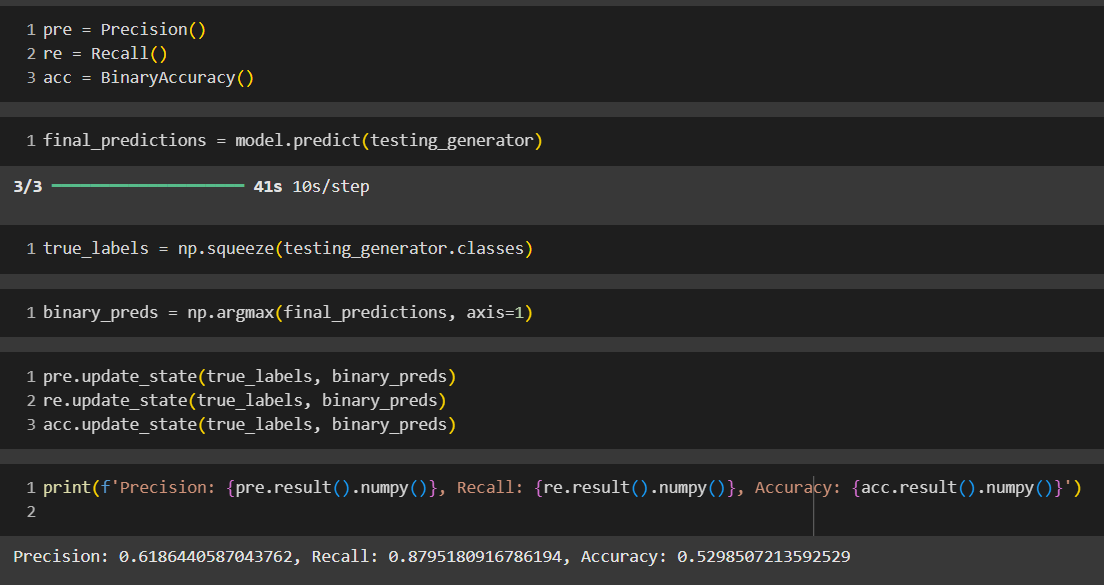 1 pre = Precision()
2 re = Recall()
3 acc = BinaryAccuracy()
1 final_predictions = model.predict(testing_generator)
3/3 41s 10s/step
1 true_labels = np.squeeze(testing_generator.classes)
1 binary_preds = np.argmax(final_predictions, axis=1)
1 pre.update_state(true_labels, binary_preds)
2 re.update_state(true_labels, binary_preds)
3 acc.update_state(true_labels, binary_preds)
1 print(f'Precision: {pre.result().numpy()}, Recall: {re.result().numpy()}, Accuracy: {acc.result().numpy()}')
2
Precision: 0.6186440587043762, Recall: 0.8795180916786194, Accuracy: 0.5298507213592529